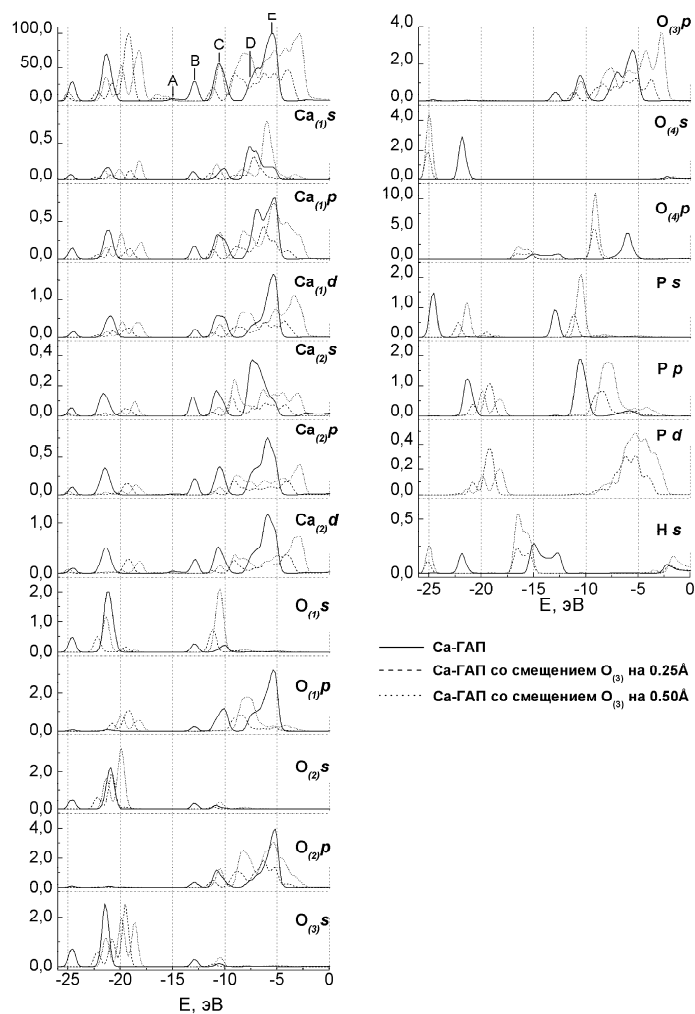 100,0
50,0
0,0
A
B
C
D
E
Ca(1)s
0,5
0,0
Ca(1)p
0,5
0,0
Ca(1)d
1,0
0,0
Ca(2)s
0,4
0,2
0,0
Ca(2)p
0,5
0,0
Ca(2)d
1,0
0,0
O(1)s
2,0
1,0
0,0
O(1)p
2,0
0,0
O(2)s
2,0
0,0
O(2)p
4,0
2,0
0,0
O(3)s
2,0
0,0
-25 -20 -15 -10 -5 0
E, эВ
O(3)p
4,0
2,0
0,0
O(4)s
4,0
2,0
0,0
O(4)p
10,0
5,0
0,0
P s
2,0
1,0
0,0
P p
2,0
1,0
0,0
P d
0,4
0,2
0,0
H s
0,5
0,0
-25 -20 -15 -10 -5 0
E, эВ
Са-ГАП
Са-ГАП со смещением O(3) на 0.25Å
Са-ГАП со смещением O(3) на 0.50Å